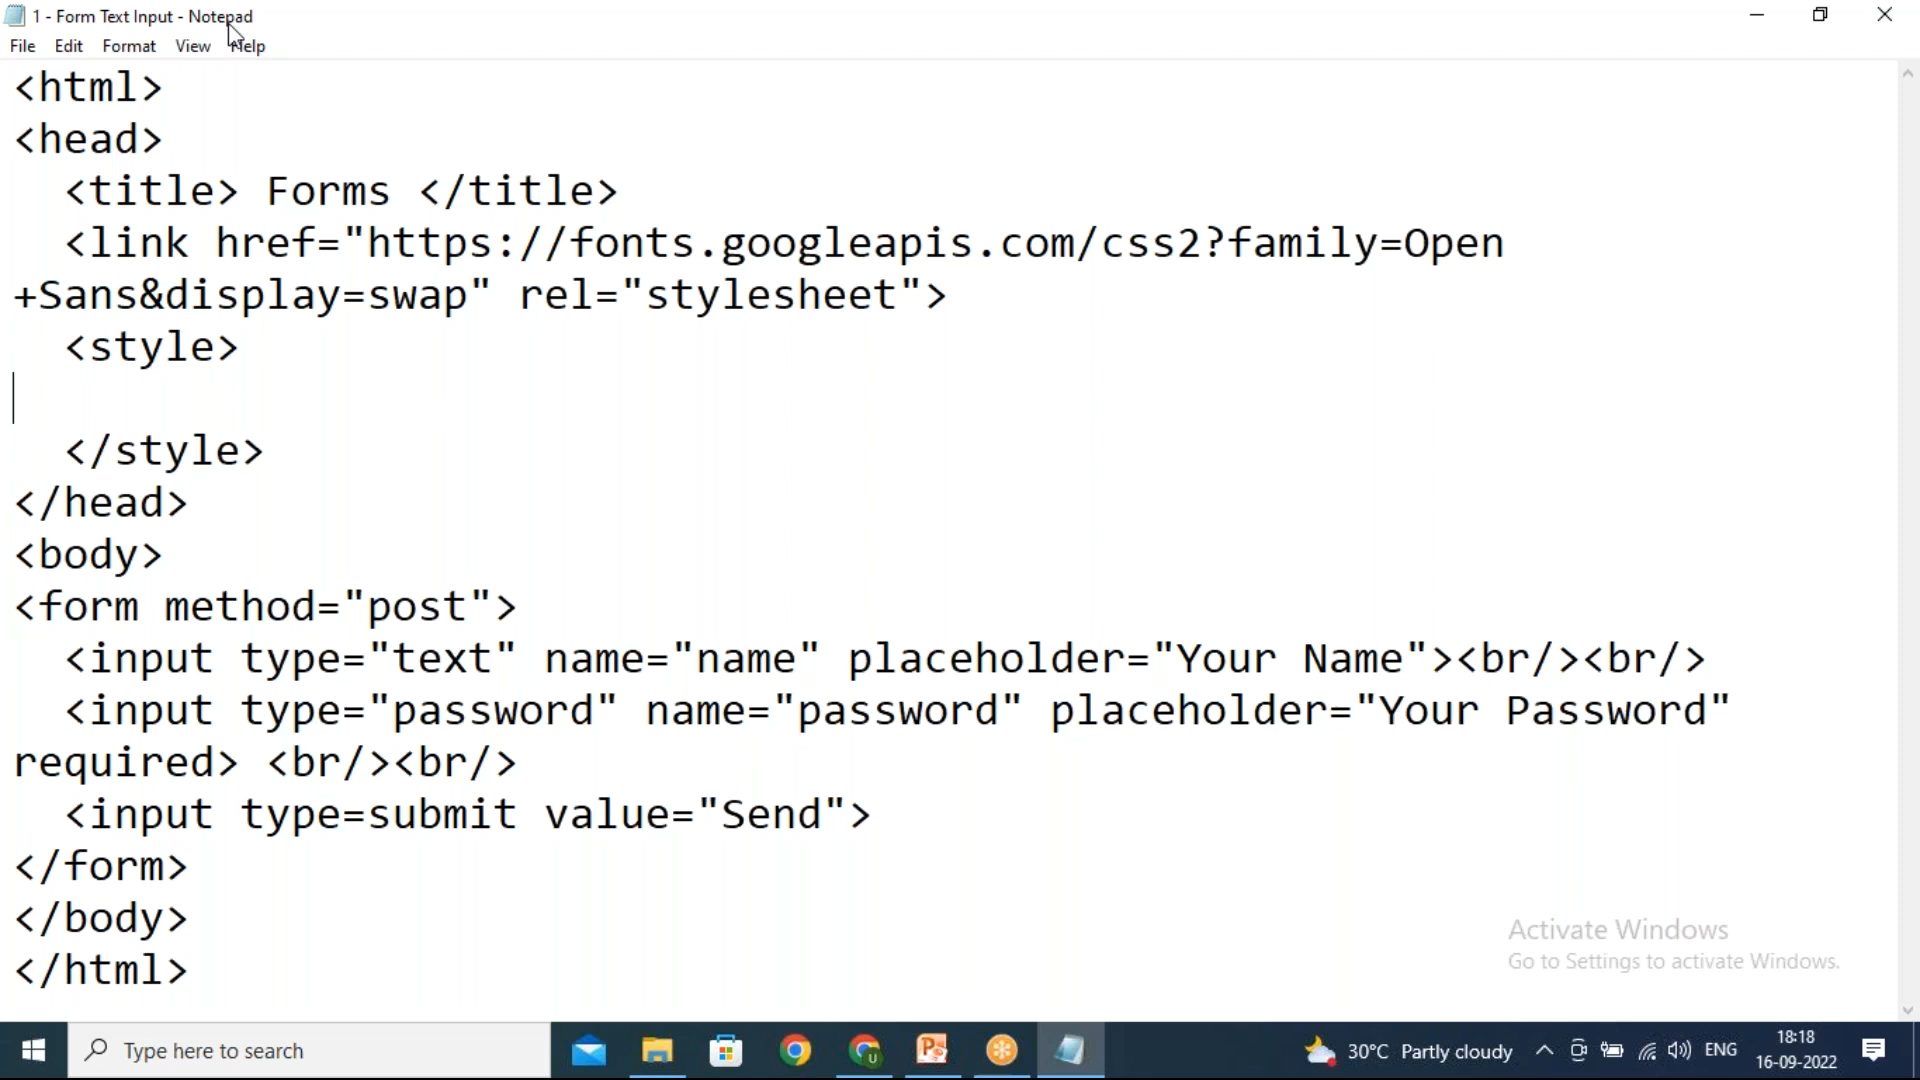 1 - Form Text Input - Notepad
File Edit Format View Help
<html>
<head>
  <title> Forms </title>
  <link href="https://fonts.googleapis.com/css2?family=Open
+Sans&display=swap" rel="stylesheet">
  <style>
  </style>
</head>
<body>
<form method="post">
  <input type="text" name="name" placeholder="Your Name"><br/><br/>
  <input type="password" name="password" placeholder="Your Password"
required> <br/><br/>
  <input type=submit value="Send">
</form>
</body>
</html>
Activate Windows
Go to Settings to activate Windows.
Type here to search
30°C Partly cloudy
ENG
18:18
16-09-2022